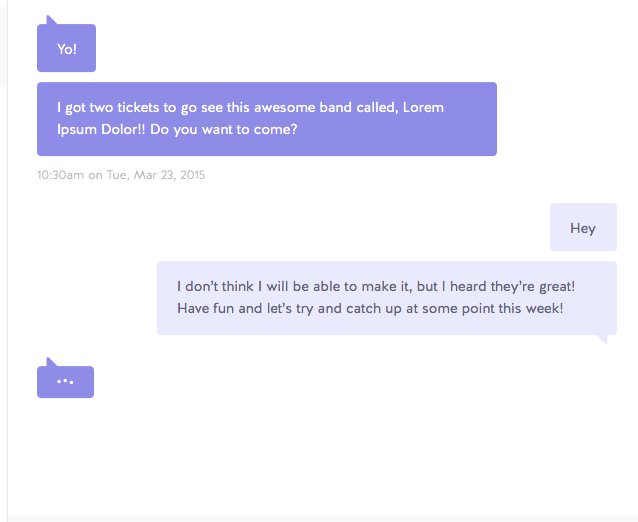 Yo!
I got two tickets to go see this awesome band called, Lorem
Ipsum Dolor!! Do you want to come?
10:30am on Tue, Mar 23, 2015
Hey
I don't think I will be able to make it, but I heard they're great!
Have fun and let's try and catch up at some point this week!